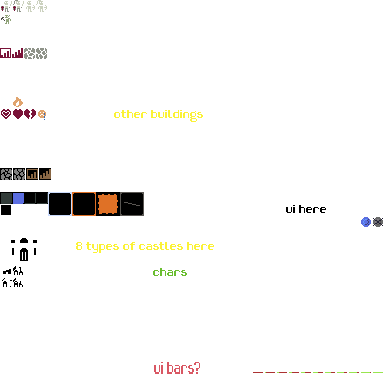 other buildings
ui here
6 types of castles here
chars
ui bars?